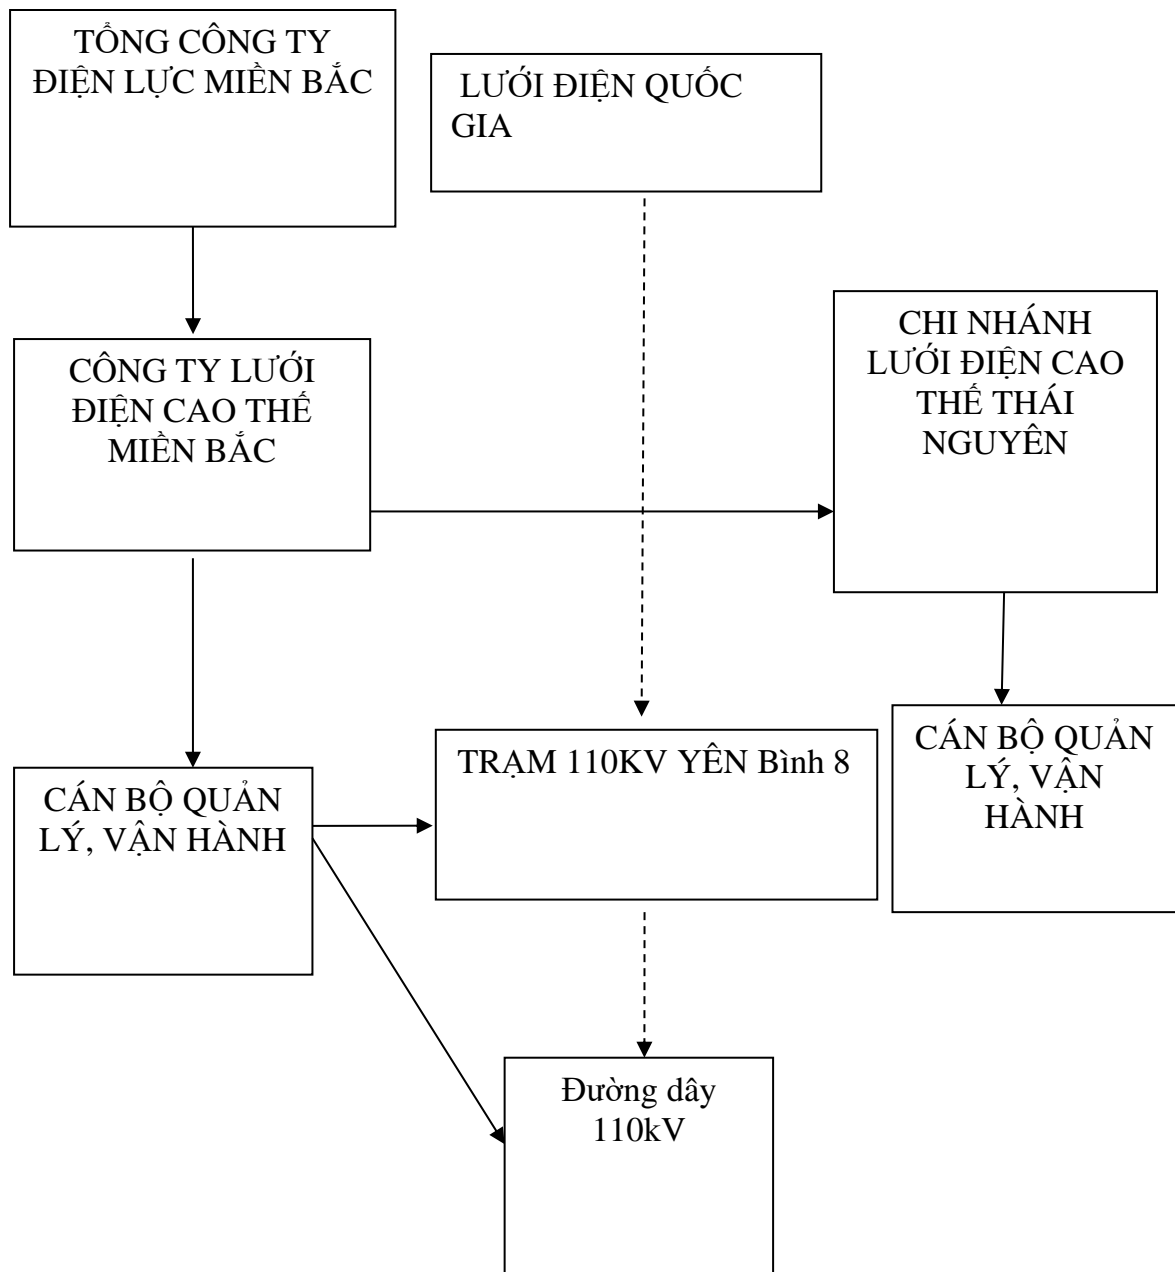 TỔNG CÔNG TY
ĐIỆN LỰC MIỀN BẮC
LƯỚI ĐIỆN QUỐC
GIA
CHI NHÁNH
LƯỚI ĐIỆN CAO
THẾ THÁI
NGUYÊN
CÔNG TY LƯỚI
ĐIỆN CAO THẾ
MIỀN BẮC
CÁN BỘ QUẢN
LÝ, VẬN HÀNH
TRẠM 110KV YÊN Bình 8
CÁN BỘ QUẢN
LÝ, VẬN
HÀNH
Đường dây
110kV